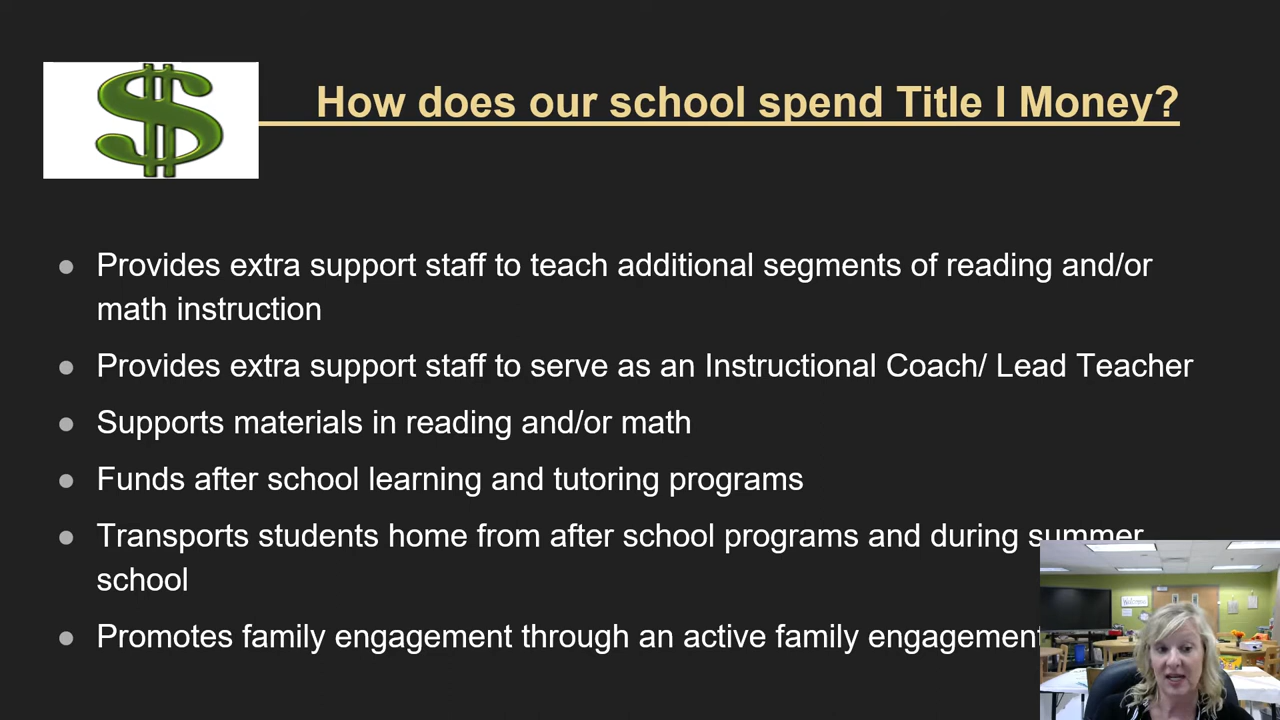 How does our school spend Title I Money?
Provides extra support staff to teach additional segments of reading and/or
math instruction
Provides extra support staff to serve as an Instructional Coach/ Lead Teacher
Supports materials in reading and/or math
Funds after school learning and tutoring programs
Transports students home from after school programs and during summer
school
Promotes family engagement through an active family engagement
Welcome